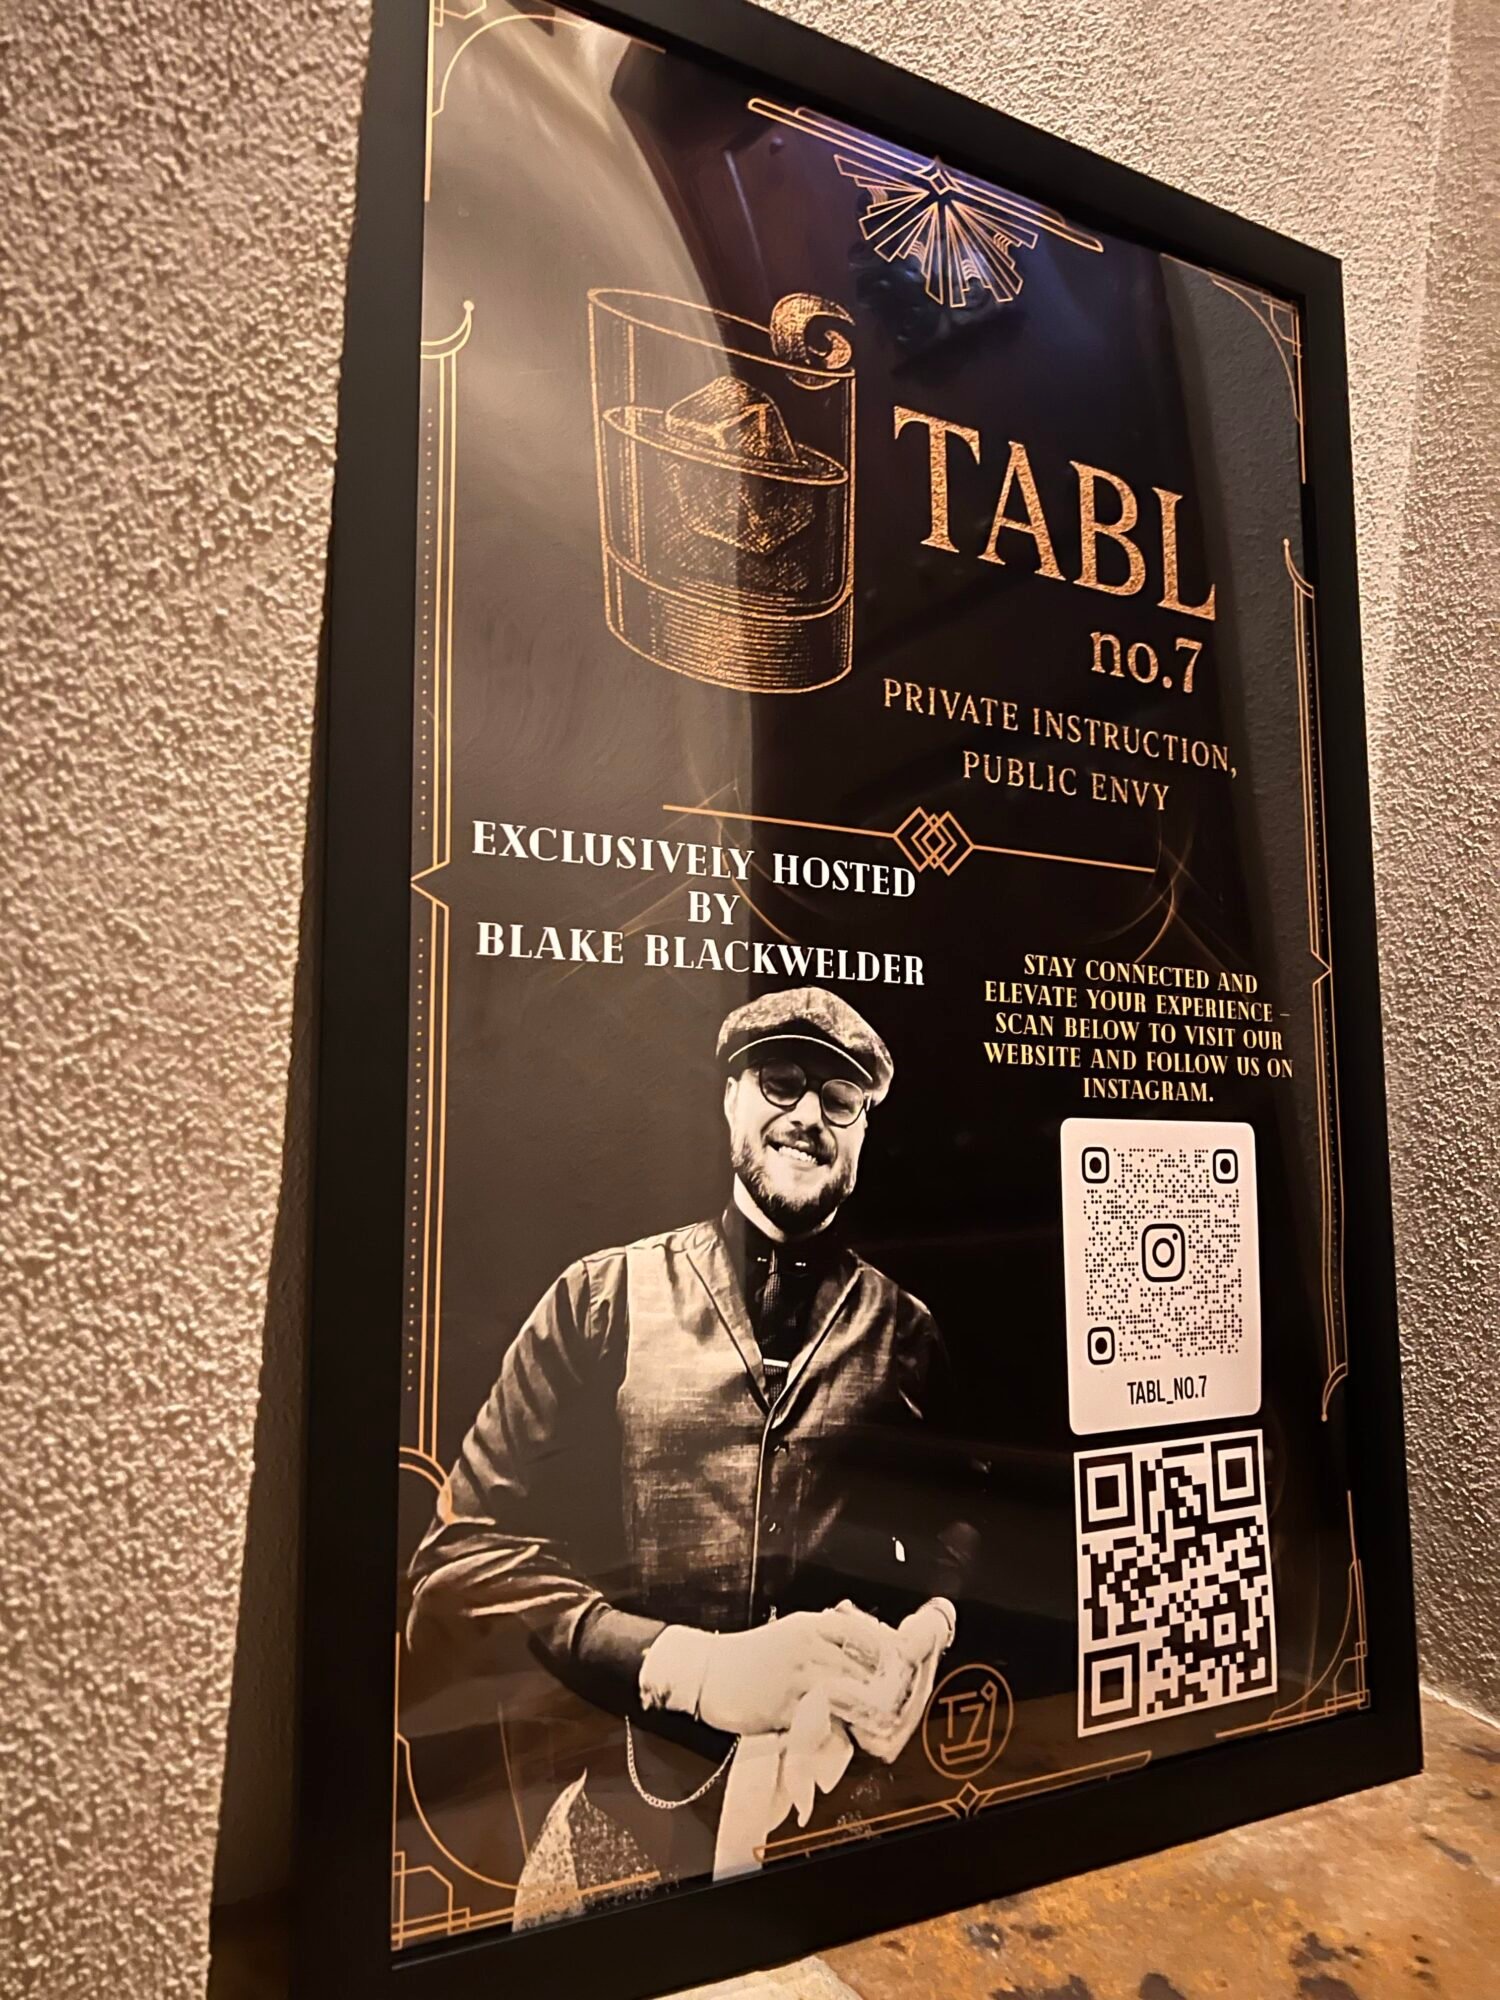 TABL
no.7
PRIVATE INSTRUCTION,
PUBLIC ENVY
EXCLUSIVELY HOSTED
BY
BLAKE BLACKWELDER
STAY CONNECTED AND
ELEVATE YOUR EXPERIENCE –
SCAN BELOW TO VISIT OUR
WEBSITE AND FOLLOW US ON
INSTAGRAM.
TABL_NO.7